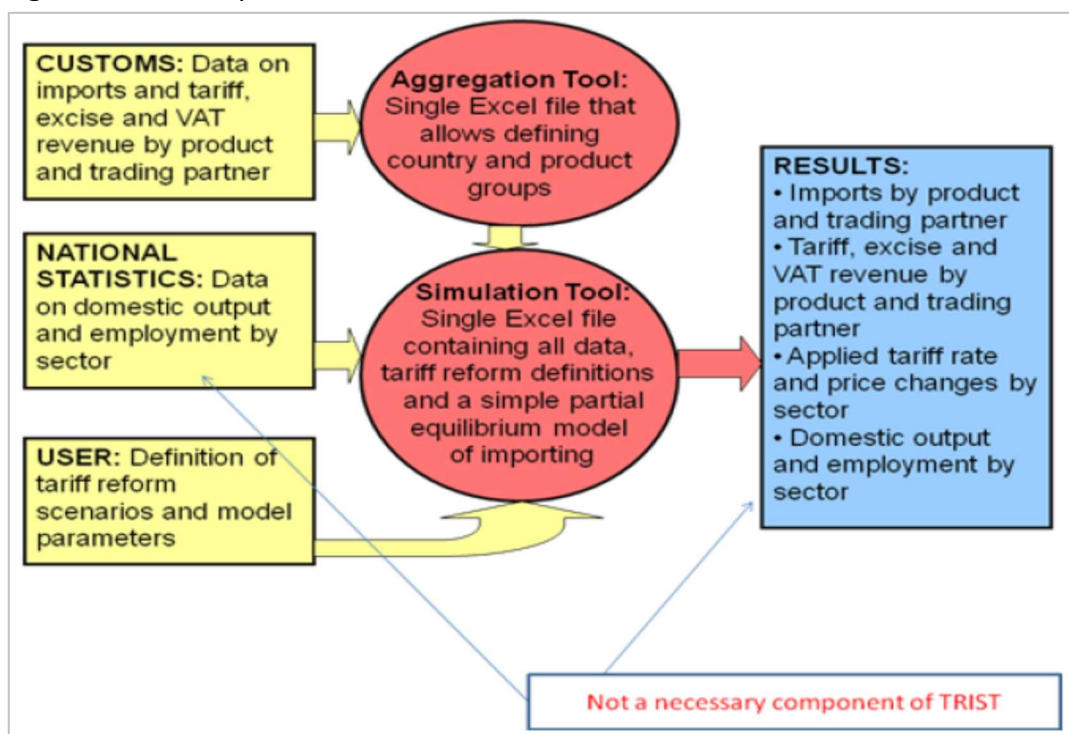 CUSTOMS: Data on
imports and tariff,
excise and VAT
revenue by product
and trading partner
Aggregation Tool:
Single Excel file that
allows defining
country and product
groups
NATIONAL
STATISTICS: Data
on domestic output
and employment by
sector
Simulation Tool:
Single Excel file
containing all data,
tariff reform definitions
and a simple partial
equilibrium model
of importing
USER: Definition of
tariff reform
scenarios and model
parameters
RESULTS:
• Imports by product
and trading partner
• Tariff, excise and
VAT revenue by
product and trading
partner
• Applied tariff rate
and price changes by
sector
• Domestic output
and employment by
sector
Not a necessary component of TRIST